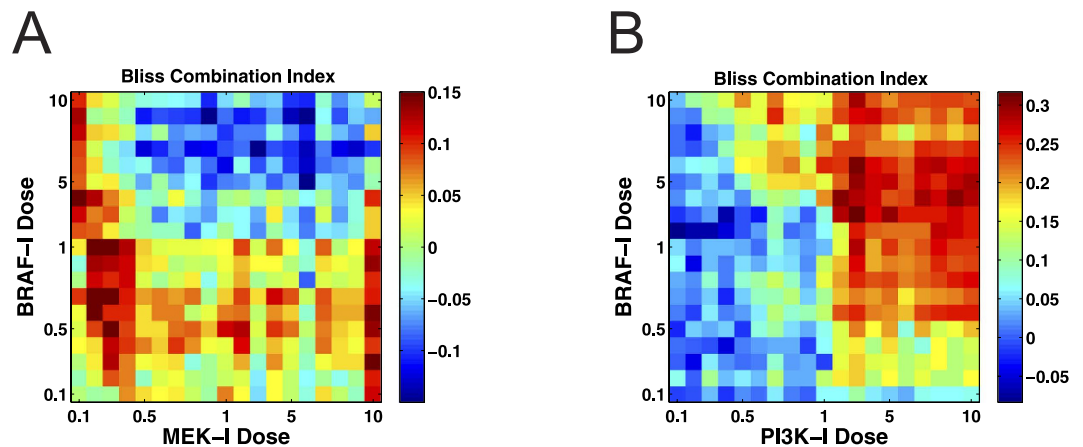 A
B
Bliss Combination Index
BRAF–I Dose
10
5
1
0.5
0.1
0.1 0.5 1 5 10
MEK–I Dose
0.15
0.1
0.05
0
−0.05
−0.1
Bliss Combination Index
BRAF–I Dose
10
5
1
0.5
0.1
0.1 0.5 1 5 10
PI3K–I Dose
0.3
0.25
0.2
0.15
0.1
0.05
0
−0.05